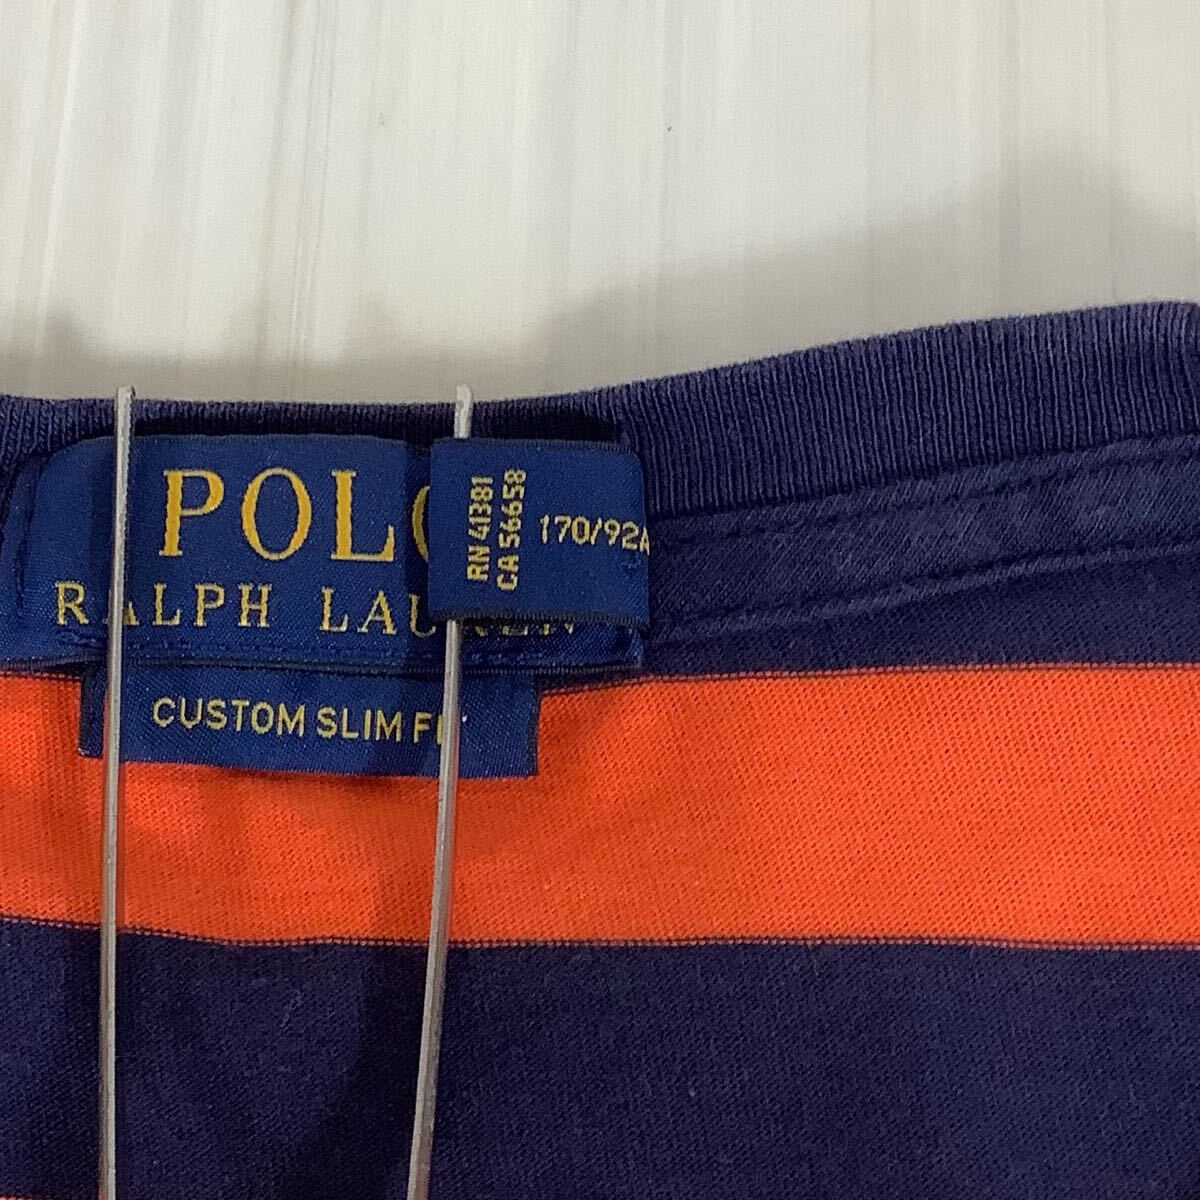 POLO
RALPH LAUREN
CUSTOM SLIM FIT
RN 41381
CA 56658
170/92A